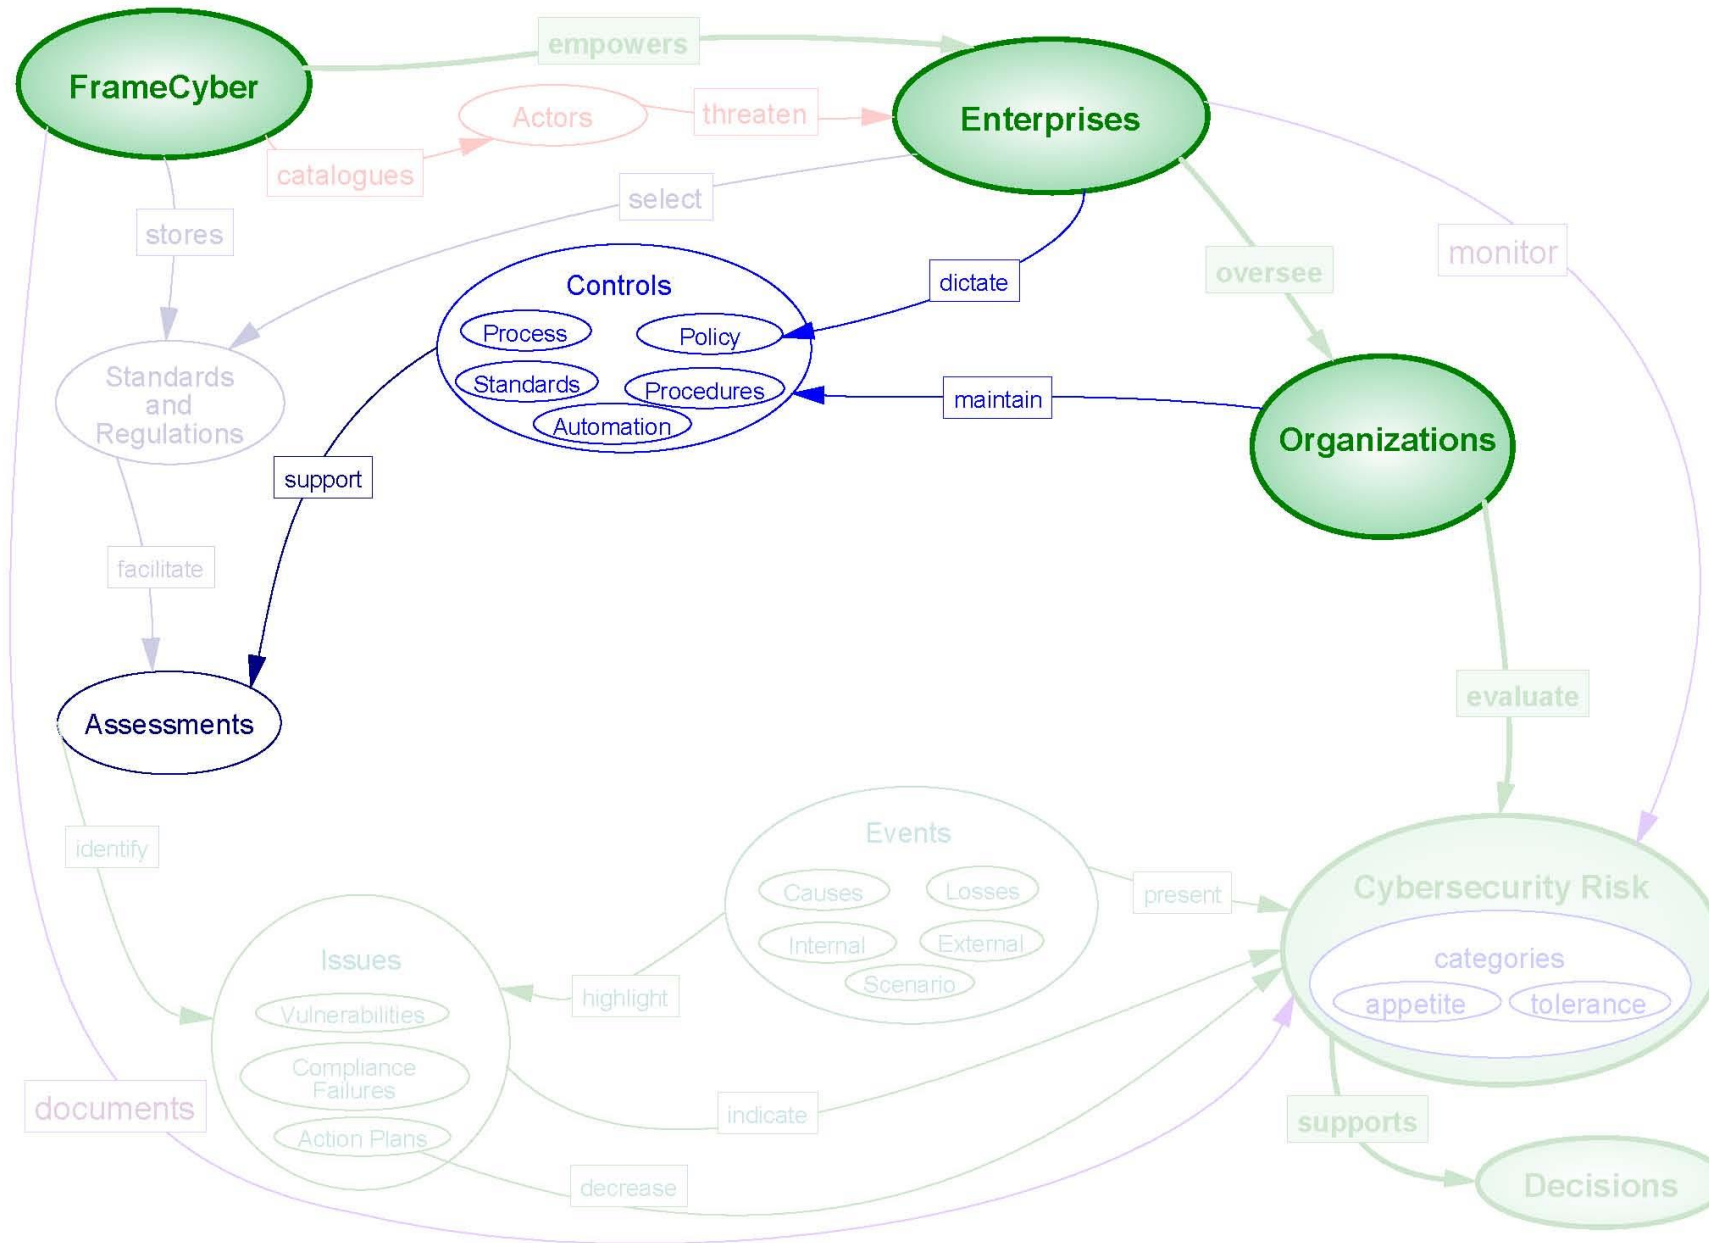 FrameCyber
empowers
Enterprises
Actors
threaten
catalogues
select
stores
monitor
oversee
dictate
Controls
Process
Policy
Standards
Procedures
Automation
maintain
Standards
and
Regulations
Organizations
support
facilitate
Assessments
evaluate
identify
Events
Causes
Losses
Internal
External
Scenario
present
Cybersecurity Risk
categories
appetite
tolerance
Issues
Vulnerabilities
Compliance
Failures
Action Plans
highlight
documents
indicate
supports
decrease
Decisions